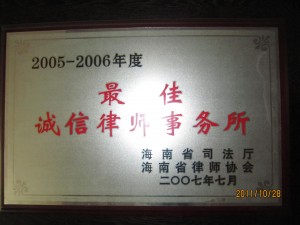 2005-2006年度
最佳
诚信律师事务所
海南省司法厅
海南省律师协会
二〇〇七年七月
2011/10/28